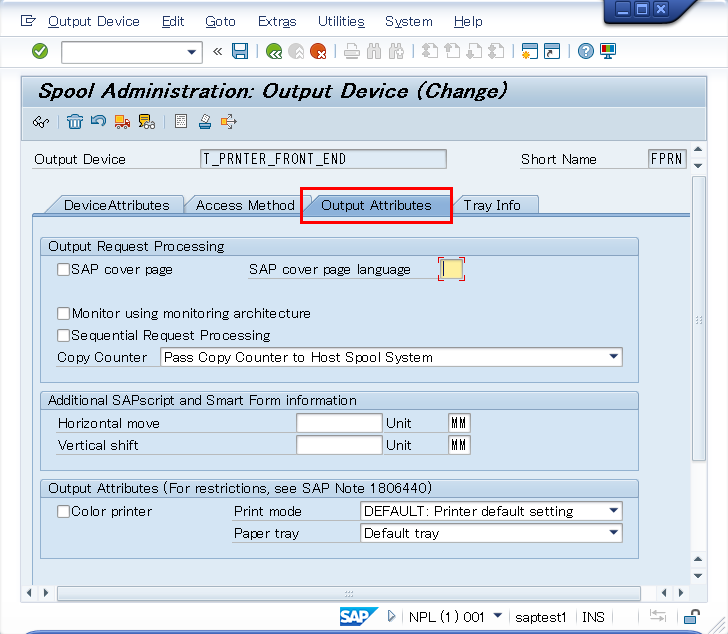 Output Device Edit Goto Extras Utilities System Help
Spool Administration: Output Device (Change)
Output Device T_PRNTER_FRONT_END Short Name FPRN
DeviceAttributes Access Method Output Attributes Tray Info
Output Request Processing
SAP cover page SAP cover page language
Monitor using monitoring architecture
Sequential Request Processing
Copy Counter Pass Copy Counter to Host Spool System
Additional SAPscript and Smart Form information
Horizontal move Unit MM
Vertical shift Unit MM
Output Attributes (For restrictions, see SAP Note 1806440)
Color printer Print mode DEFAULT: Printer default setting
Paper tray Default tray
SAP NPL (1) 001 saptest1 INS